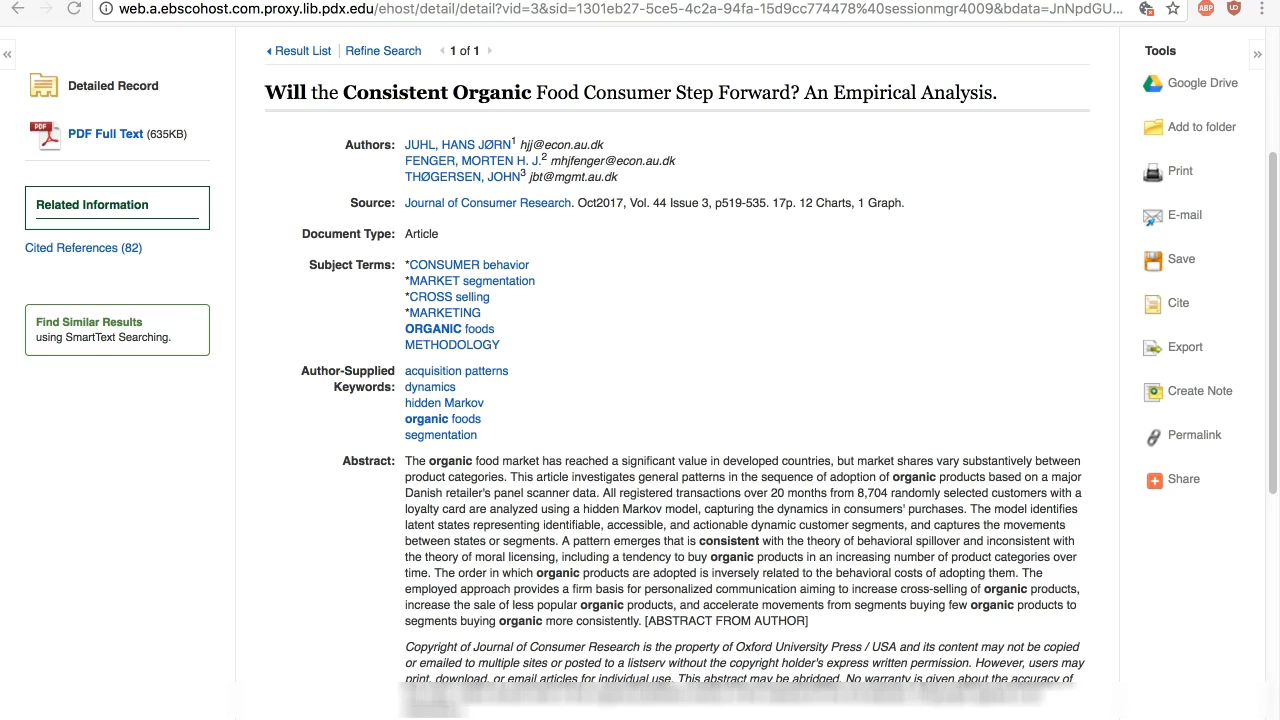 web.a.ebscohost.com.proxy.lib.pdx.edu/ehost/detail/detail?vid=3&sid=1301eb27-5ce5-4c2a-94fa-15d9cc774478%40sessionmgr4009&bdata=JnNpdGU...
ABP
Result List | Refine Search 1 of 1
Tools
Detailed Record
PDF Full Text (635KB)
Related Information
Cited References (82)
Find Similar Results
using SmartText Searching.
Will the Consistent Organic Food Consumer Step Forward? An Empirical Analysis.
Authors: JUHL, HANS JØRN1 hjj@econ.au.dk
FENGER, MORTEN H. J.2 mhjfenger@econ.au.dk
THØGERSEN, JOHN3 jbt@mgmt.au.dk
Source: Journal of Consumer Research. Oct2017, Vol. 44 Issue 3, p519-535. 17p. 12 Charts, 1 Graph.
Document Type: Article
Subject Terms: *CONSUMER behavior
*MARKET segmentation
*CROSS selling
*MARKETING
ORGANIC foods
METHODOLOGY
Author-Supplied acquisition patterns
Keywords: dynamics
hidden Markov
organic foods
segmentation
Abstract: The organic food market has reached a significant value in developed countries, but market shares vary substantively between
product categories. This article investigates general patterns in the sequence of adoption of organic products based on a major
Danish retailer's panel scanner data. All registered transactions over 20 months from 8,704 randomly selected customers with a
loyalty card are analyzed using a hidden Markov model, capturing the dynamics in consumers' purchases. The model identifies
latent states representing identifiable, accessible, and actionable dynamic customer segments, and captures the movements
between states or segments. A pattern emerges that is consistent with the theory of behavioral spillover and inconsistent with
the theory of moral licensing, including a tendency to buy organic products in an increasing number of product categories over
time. The order in which organic products are adopted is inversely related to the behavioral costs of adopting them. The
employed approach provides a firm basis for personalized communication aiming to increase cross-selling of organic products,
increase the sale of less popular organic products, and accelerate movements from segments buying few organic products to
segments buying organic more consistently. [ABSTRACT FROM AUTHOR]
Copyright of Journal of Consumer Research is the property of Oxford University Press / USA and its content may not be copied
or emailed to multiple sites or posted to a listserv without the copyright holder's express written permission. However, users may
print, download, or email articles for individual use. This abstract may be abridged. No warranty is given about the accuracy of
Google Drive
Add to folder
Print
E-mail
Save
Cite
Export
Create Note
Permalink
Share